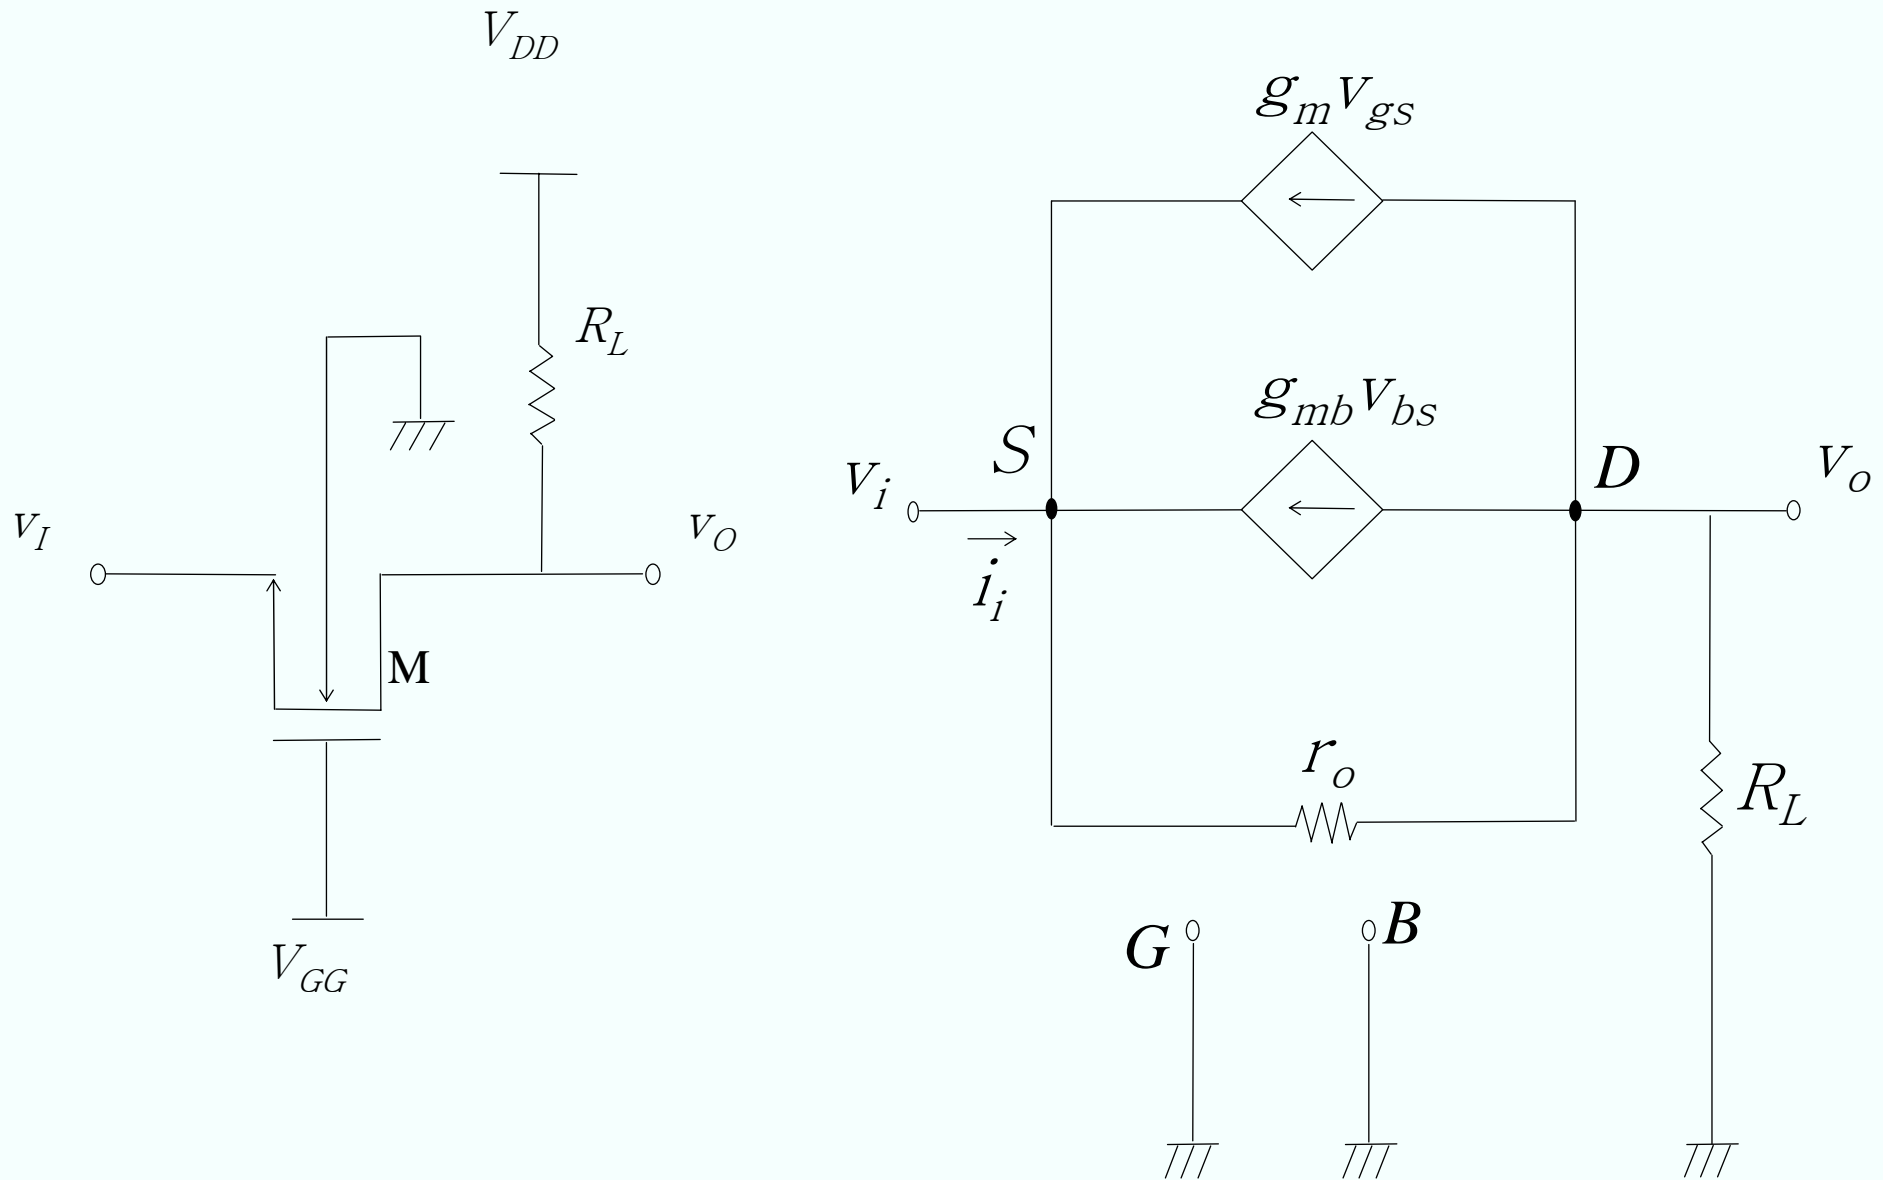 V_DD
R_L
v_I
v_O
M
V_GG
g_m v_gs
g_mb v_bs
S
D
v_i
v_o
i_i
r_o
R_L
G
B